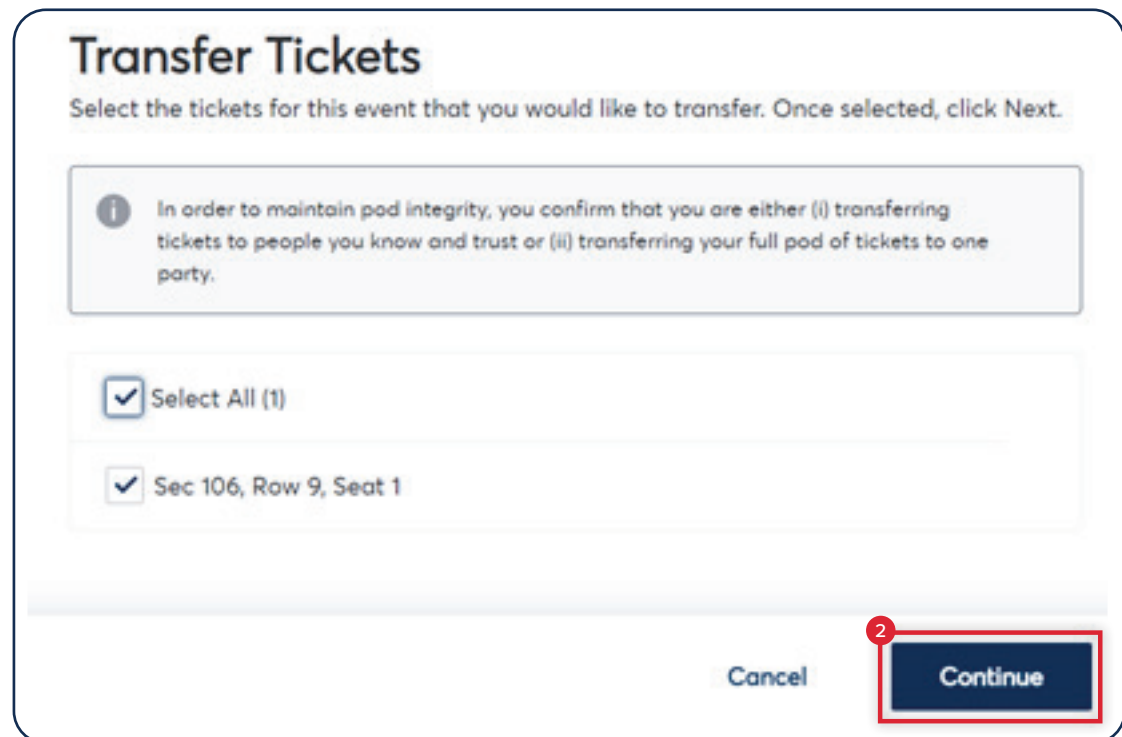 Transfer Tickets
Select the tickets for this event that you would like to transfer. Once selected, click Next.
In order to maintain pod integrity, you confirm that you are either (i) transferring
tickets to people you know and trust or (ii) transferring your full pod of tickets to one
party.
Select All (1)
Sec 106, Row 9, Seat 1
2
Cancel Continue